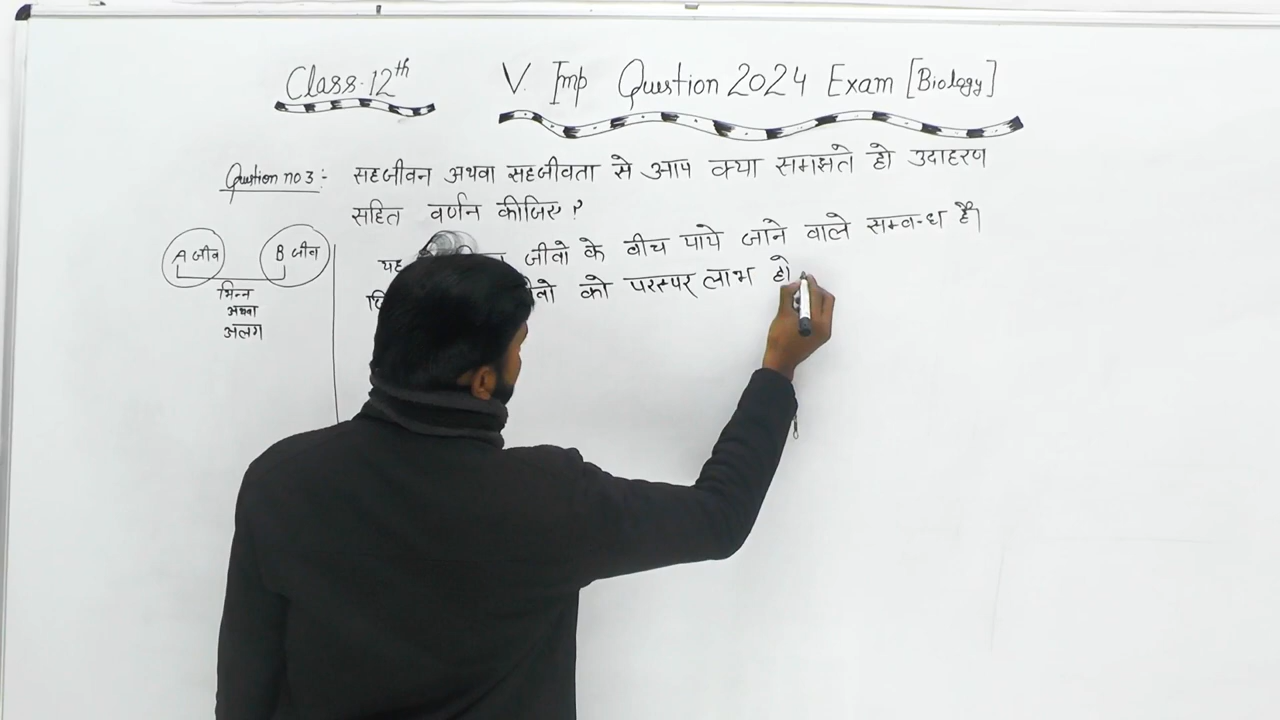 Class-12th
V. Imp Question 2024 Exam [Biology]
Question no 3:
सहजीवन अथवा सहजीवता से आप क्या समझते हो उदाहरण
सहित वर्णन कीजिए?
A जीव
B जीव
भिन्न
अथवा
अलग
यह जीवो के बीच पाये जाने वाले सम्बन्ध है।
को परस्पर लाभ हो